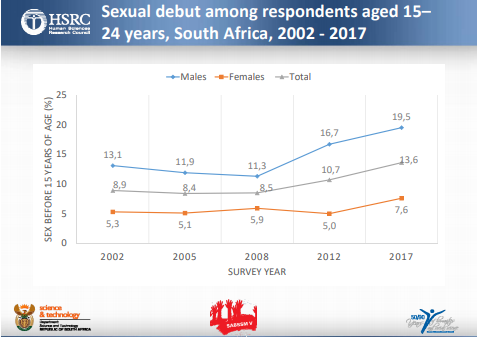 HSRC
Human Sciences
Research Council
Sexual debut among respondents aged 15–
24 years, South Africa, 2002 - 2017
Males Females Total
SEX BEFORE 15 YEARS OF AGE (%)
25
20
15
10
5
0
13,1
11,9
11,3
16,7
19,5
8,9
8,4
8,5
10,7
13,6
5,3
5,1
5,9
5,0
7,6
2002 2005 2008 2012 2017
SURVEY YEAR
science
& technology
Department:
Science and Technology
REPUBLIC OF SOUTH AFRICA
SABSSM V